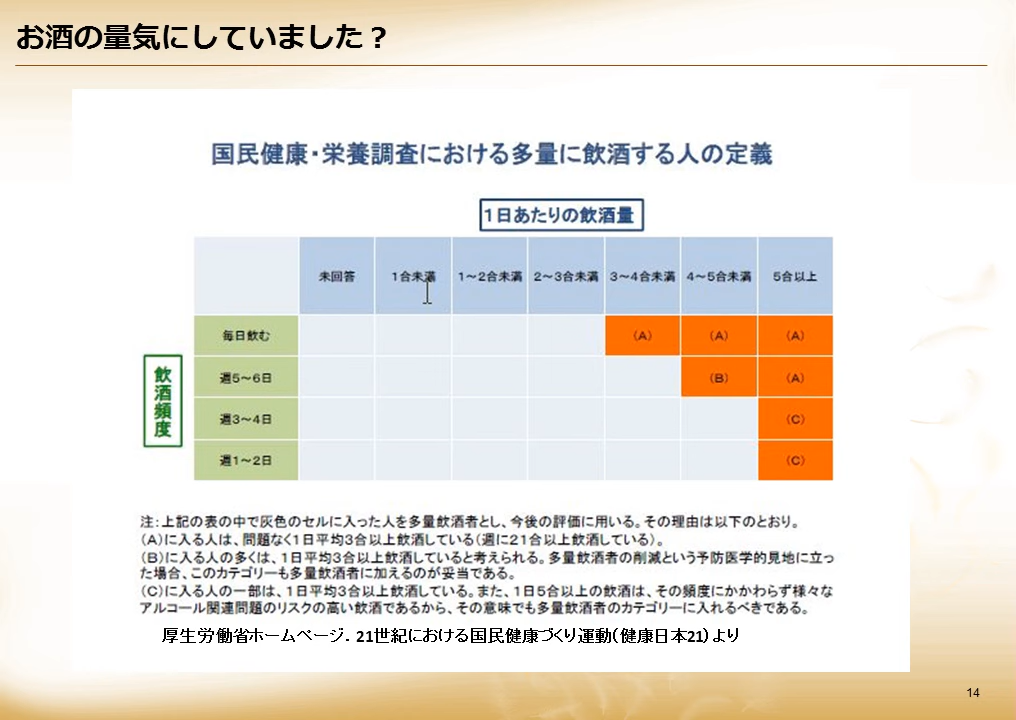 お酒の量気にしていました？
国民健康・栄養調査における多量に飲酒する人の定義
1日あたりの飲酒量
未回答 1合未満 1～2合未満 2～3合未満 3～4合未満 4～5合未満 5合以上
毎日飲む (A) (A) (A)
飲酒頻度
週5～6日 (B) (A)
週3～4日 (C)
週1～2日 (C)
注：上記の表の中で灰色のセルに入った人を多量飲酒者とし、今後の評価に用いる。その理由は以下のとおり。
（A）に入る人は、問題なく1日平均3合以上飲酒している（週に21合以上飲酒している）。
（B）に入る人の多くは、1日平均3合以上飲酒していると考えられる。多量飲酒者の削減という予防医学的見地に立っ
た場合、このカテゴリーも多量飲酒者に加えるのが妥当である。
（C）に入る人の一部は、1日平均3合以上飲酒している。また、1日5合以上の飲酒は、その頻度にかかわらず様々な
アルコール関連問題のリスクの高い飲酒であるから、その意味でも多量飲酒者のカテゴリーに入れるべきである。
厚生労働省ホームページ．21世紀における国民健康づくり運動（健康日本21）より
14